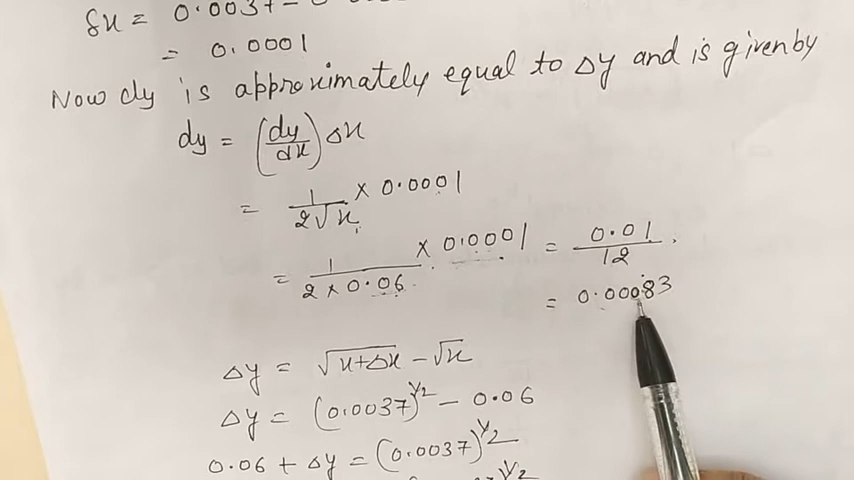 δx = 0.0037 - 0
= 0.0001
Now dy is approximately equal to Δy and is given by
dy = (dy/dx) Δx
= 1/2√x × 0.0001
= 1/2 × 0.06 × 0.0001 = 0.01/12
= 0.00083
Δy = √x+Δx - √x
Δy = (0.0037)^1/2 - 0.06
0.06 + Δy = (0.0037)^1/2